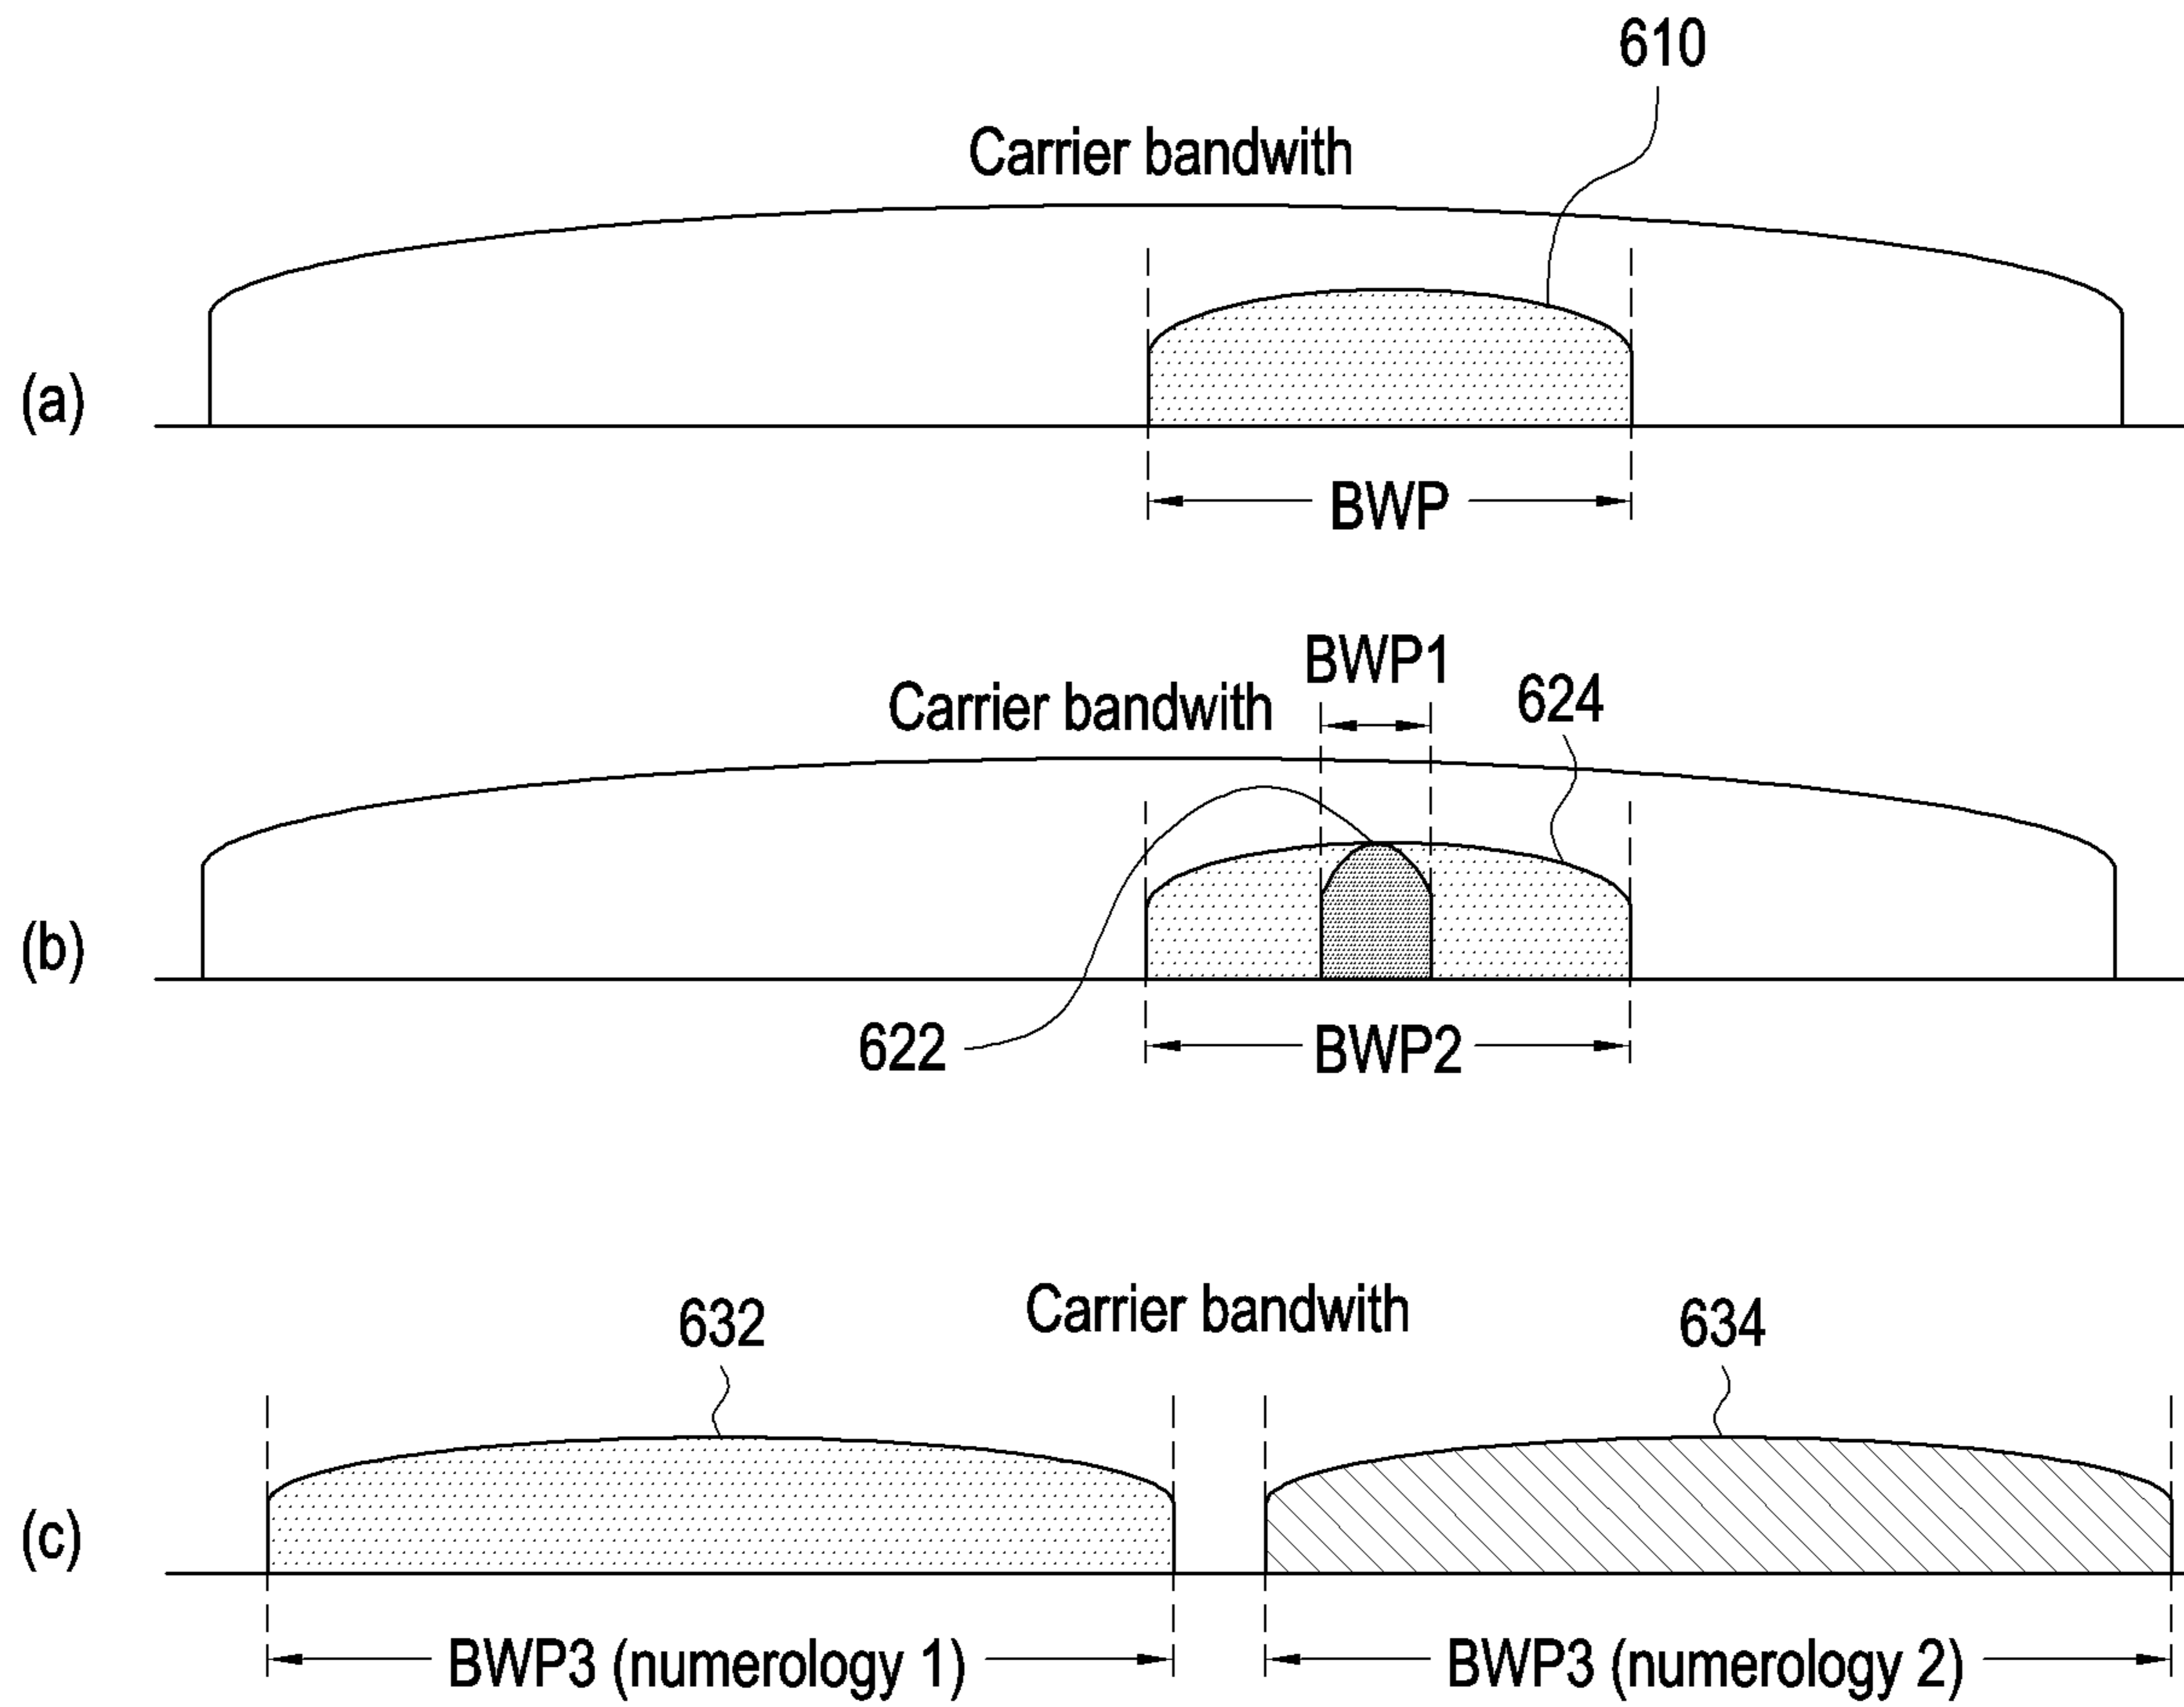 610
Carrier bandwith
(a)
BWP
BWP1
Carrier bandwith
624
(b)
622
BWP2
Carrier bandwith
632
634
(c)
BWP3 (numerology 1)
BWP3 (numerology 2)